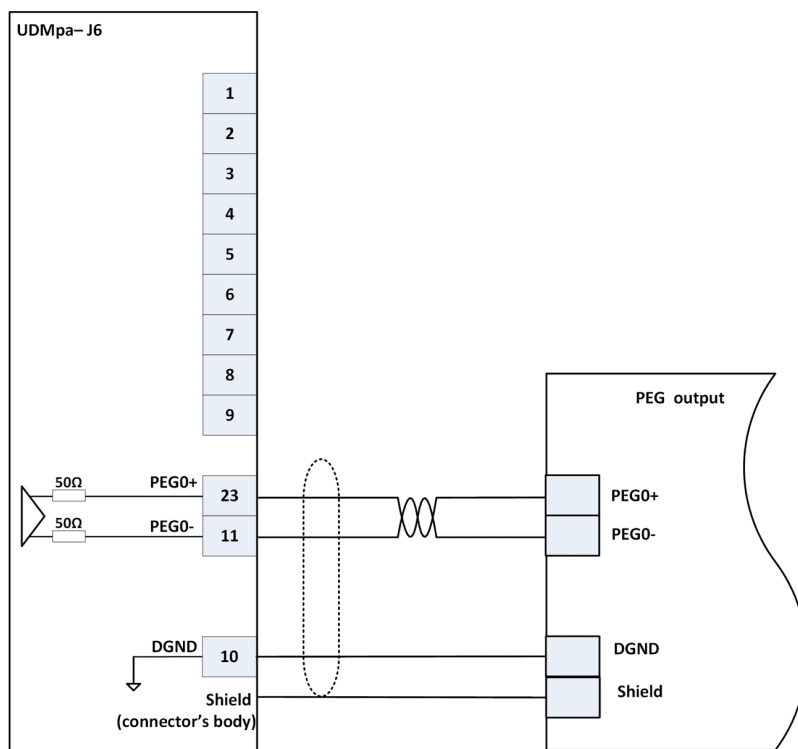 UDMpa– J6
1
2
3
4
5
6
7
8
9
PEG output
50Ω
PEG0+
23
PEG0+
50Ω
PEG0-
11
PEG0-
DGND
10
DGND
Shield
(connector's body)
Shield